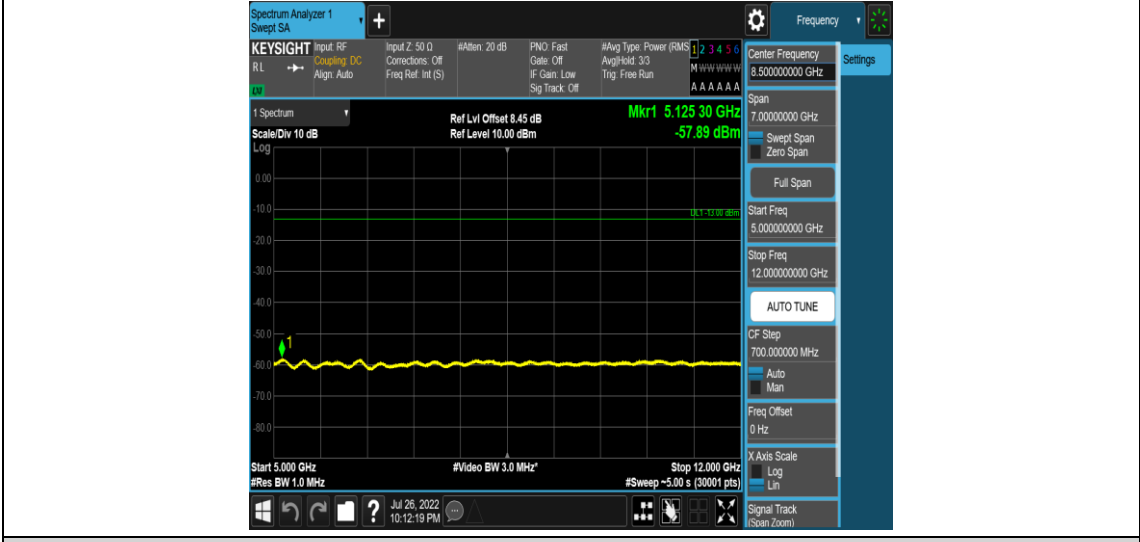 Spectrum Analyzer 1
Swept SA
+
Frequency
KEYSIGHT Input: RF
RL
Coupling: DC
Align: Auto
LXI
Input Z: 50 Ω
Corrections: Off
Freq Ref: Int (S)
#Atten: 20 dB
PNO: Fast
Gate: Off
IF Gain: Low
Sig Track: Off
#Avg Type: Power (RMS
Avg|Hold: 3/3
Trig: Free Run
1 2 3 4 5 6
M W W W W W
A A A A A A
1 Spectrum
Scale/Div 10 dB
Log
Ref Lvl Offset 8.45 dB
Ref Level 10.00 dBm
Mkr1 5.125 30 GHz
-57.89 dBm
0.00
-10.0
DL1 -13.00 dBm
-20.0
-30.0
-40.0
-50.0
1
-60.0
-70.0
-80.0
Start 5.000 GHz
#Res BW 1.0 MHz
#Video BW 3.0 MHz*
Stop 12.000 GHz
#Sweep ~5.00 s (30001 pts)
?
Jul 26, 2022
10:12:19 PM
Center Frequency
8.50000000 GHz
Settings
Span
7.00000000 GHz
Swept Span
Zero Span
Full Span
Start Freq
5.000000000 GHz
Stop Freq
12.000000000 GHz
AUTO TUNE
CF Step
700.000000 MHz
Auto
Man
Freq Offset
0 Hz
X Axis Scale
Log
Lin
Signal Track
(Span Zoom)